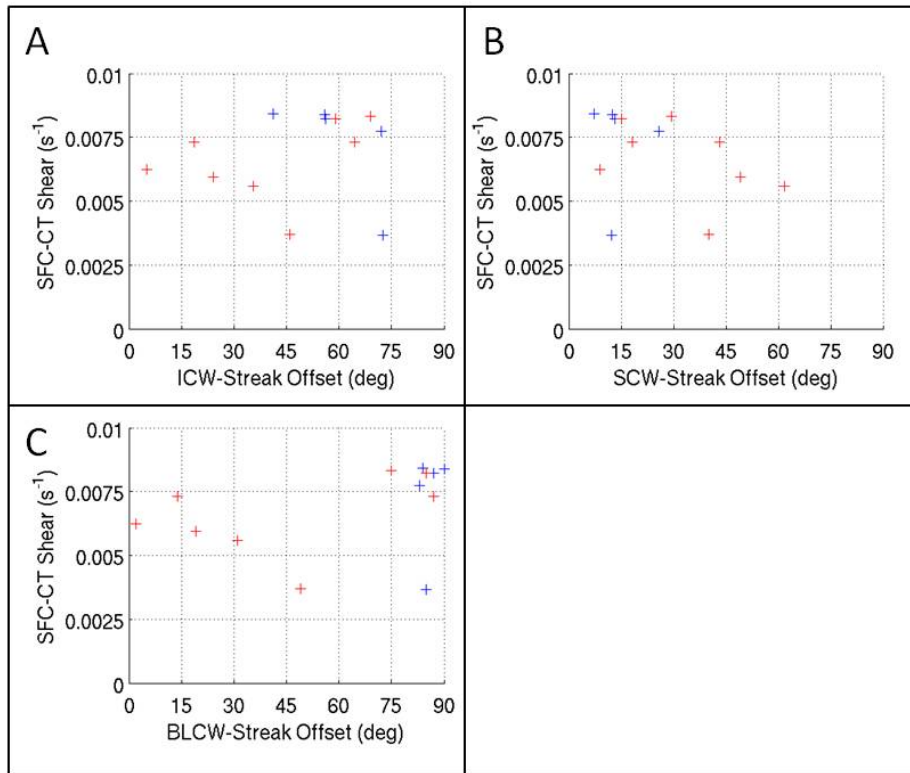 A
SFC-CT Shear (s⁻¹)
0.01
0.0075
0.005
0.0025
0
0 15 30 45 60 75 90
ICW-Streak Offset (deg)
B
SFC-CT Shear (s⁻¹)
0.01
0.0075
0.005
0.0025
0
0 15 30 45 60 75 90
SCW-Streak Offset (deg)
C
SFC-CT Shear (s⁻¹)
0.01
0.0075
0.005
0.0025
0
0 15 30 45 60 75 90
BLCW-Streak Offset (deg)